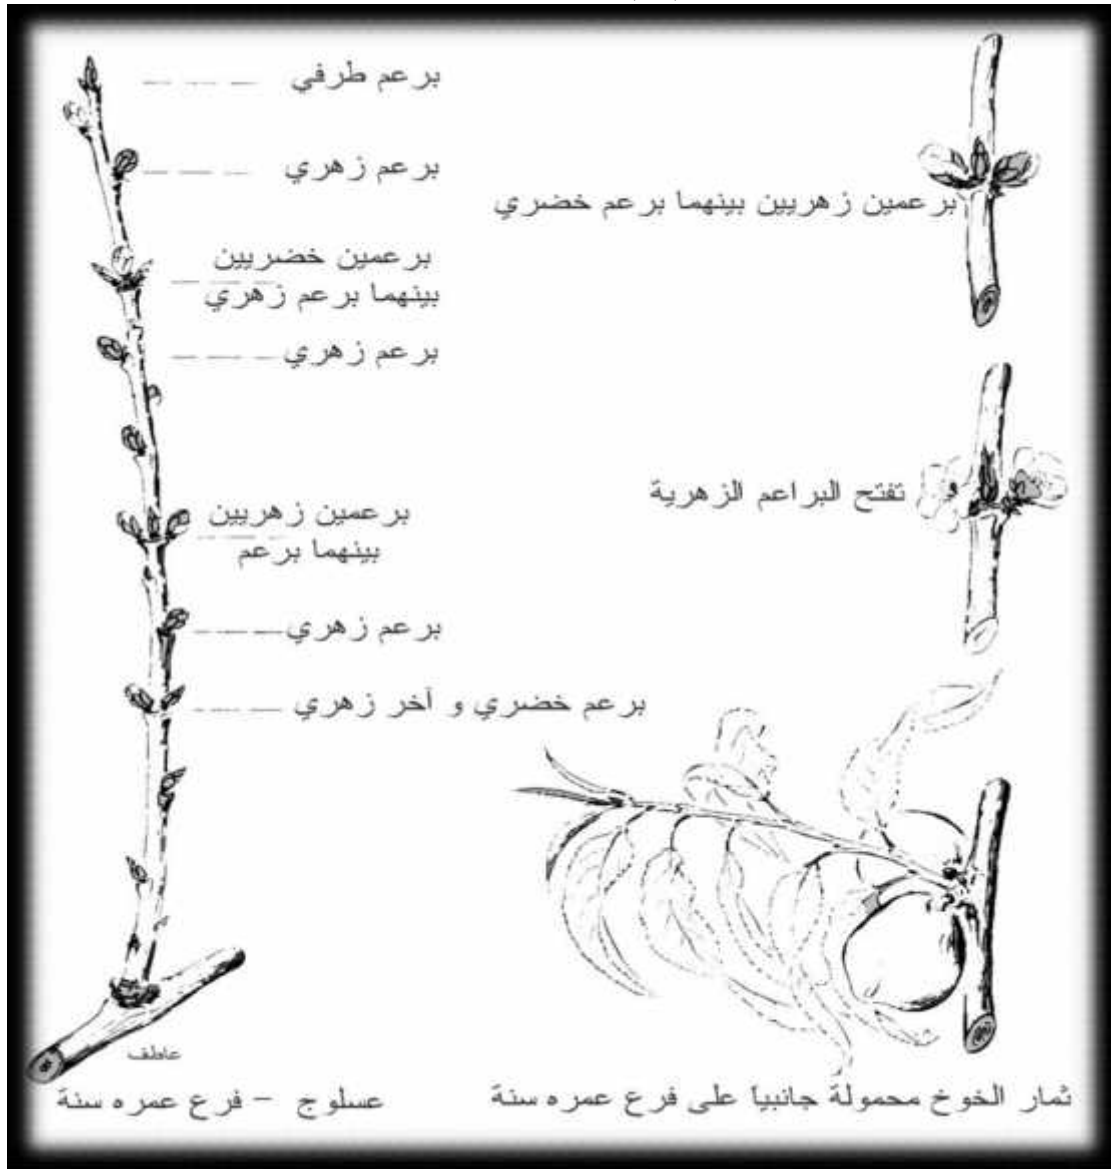 برعم طرفي
برعم زهري
برعمين زهريين بينهما برعم خضري
برعمين خضريين
بينهما برعم زهري
برعم زهري
تفتح البراعم الزهرية
برعمين زهريين
بينهما برعم
برعم زهري
برعم خضري و آخر زهري
عاطف
عسلوج - فرع عمره سنة
ثمار الخوخ محمولة جانبياً على فرع عمره سنة